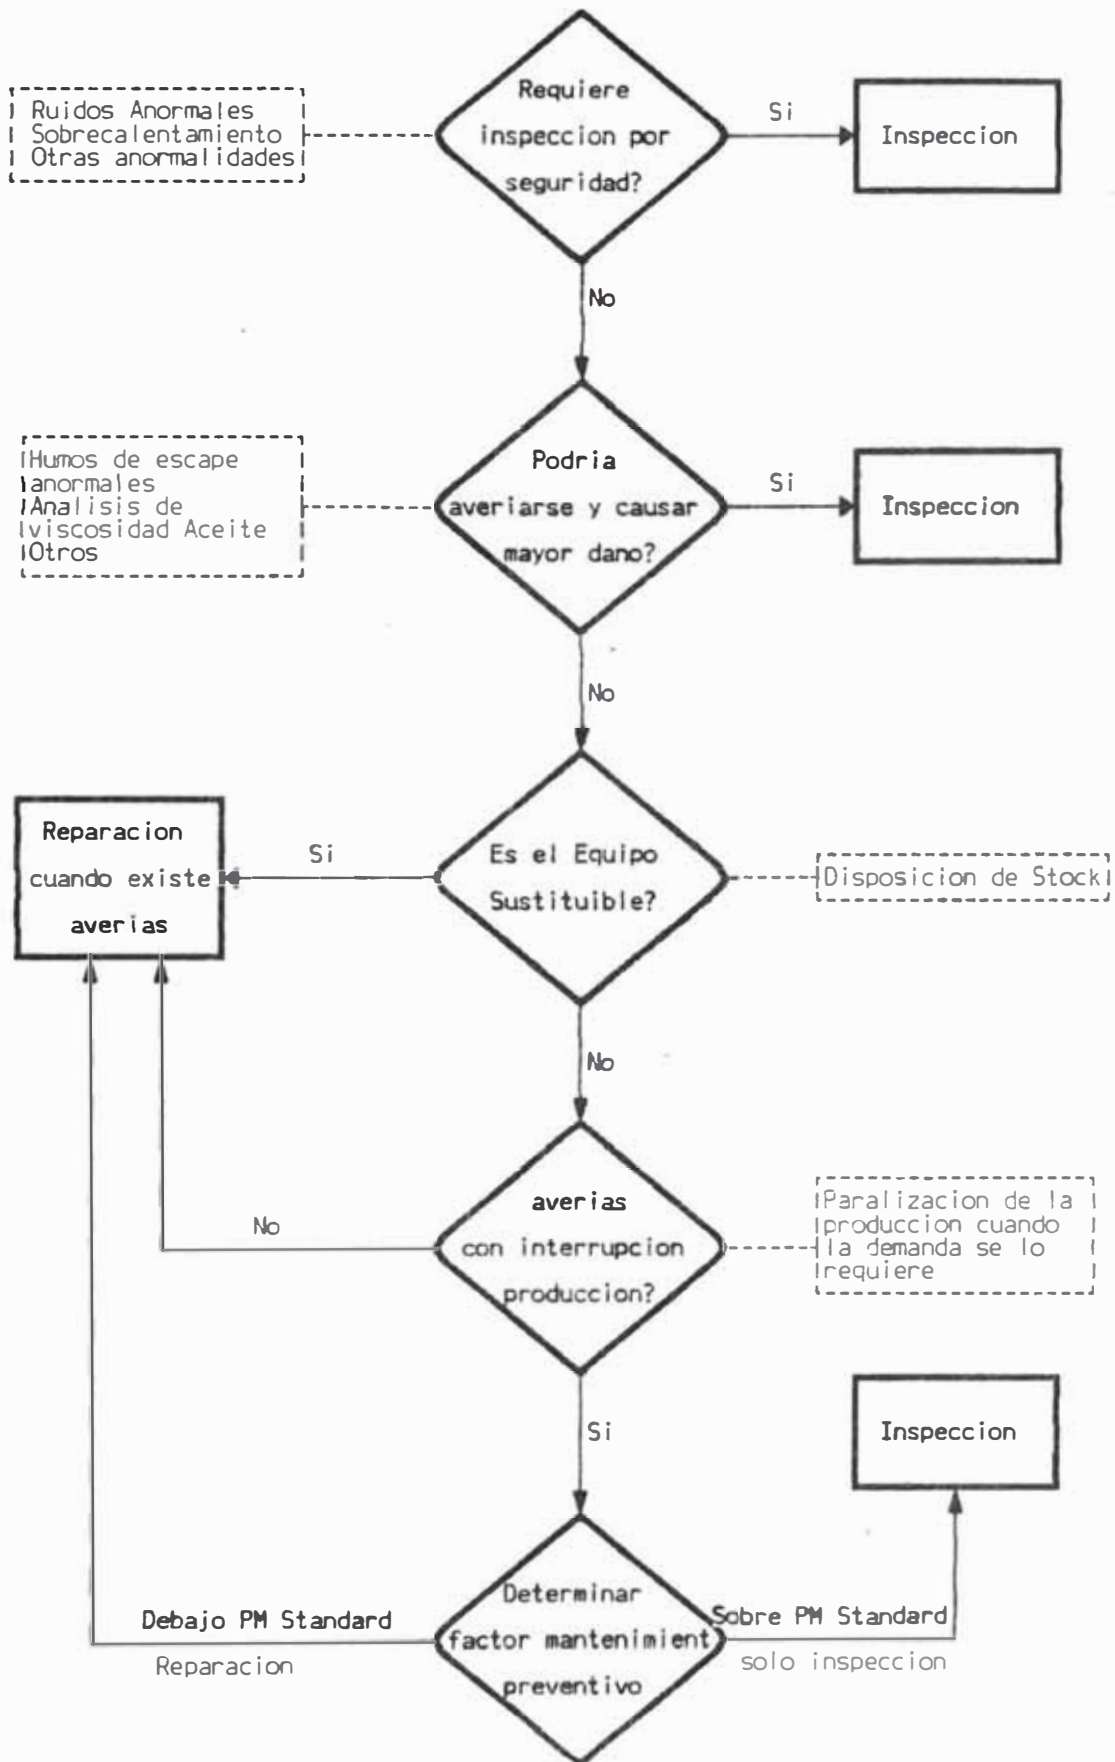 Requiere
inspeccion por
seguridad?
Ruidos Anormales
Sobrecalentamiento
Otras anormalidades
Si
Inspeccion
No
Podria
averiarse y causar
mayor dano?
Humos de escape
anormales
Analisis de
viscosidad Aceite
Otros
Si
Inspeccion
No
Reparacion
cuando existe
averias
Si
Es el Equipo
Sustituible?
Disposicion de Stock
No
averias
con interrupcion
produccion?
No
Paralizacion de la
produccion cuando
la demanda se lo
requiere
Si
Inspeccion
Determinar
factor mantenimient
preventivo
Debajo PM Standard
Reparacion
Sobre PM Standard
solo inspeccion